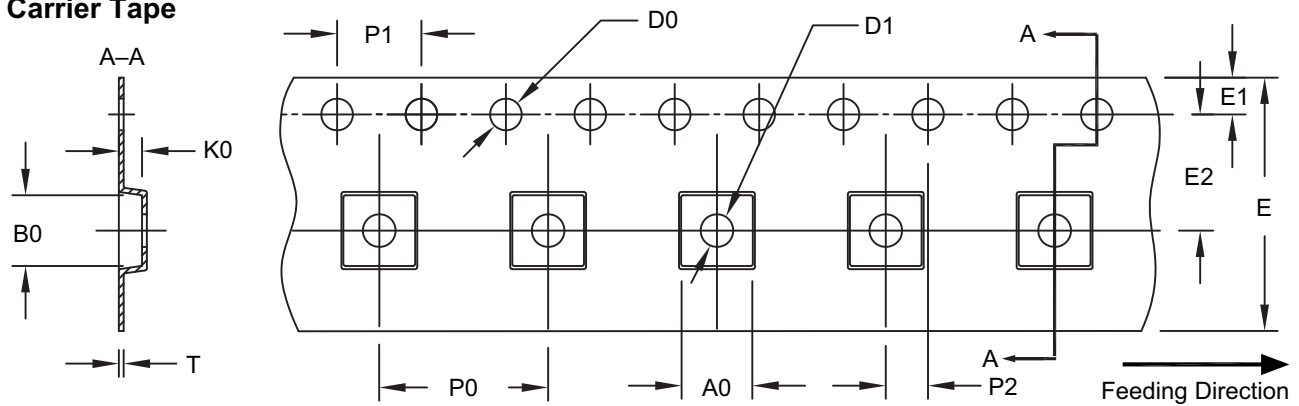 Carrier Tape
A–A
P1
D0
D1
A
E1
K0
E2
E
B0
T
P0
A0
A
P2
Feeding Direction